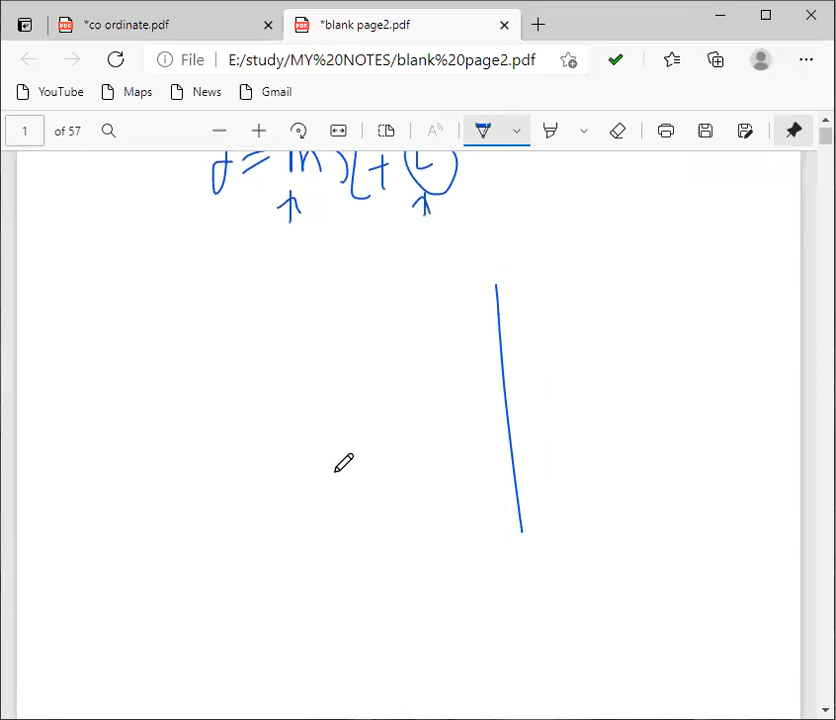 *co ordinate.pdf
*blank page2.pdf
File E:/study/MY%20NOTES/blank%20page2.pdf
YouTube Maps News Gmail
1 of 57
y = mx + c